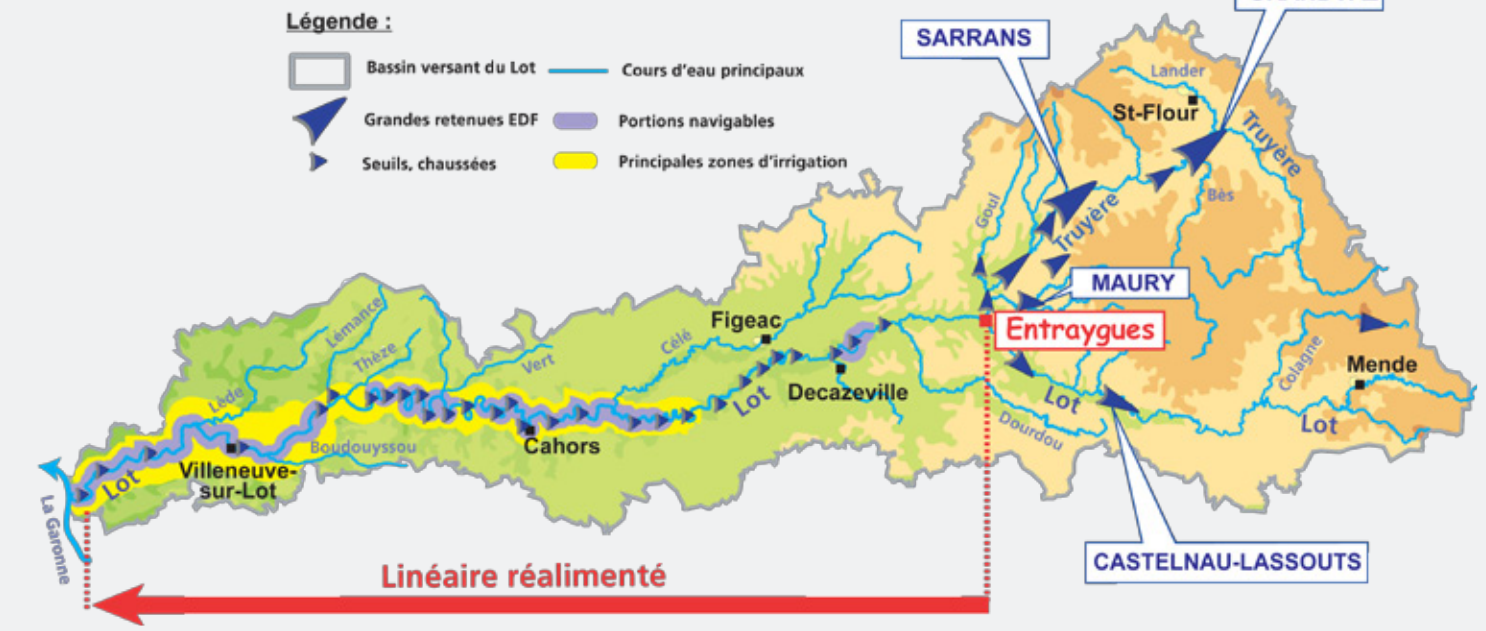 Légende :
Bassin versant du Lot
Cours d'eau principaux
Grandes retenues EDF
Portions navigables
Seuils, chaussées
Principales zones d'irrigation
SARRANS
Lander
St-Flour
Truyère
Bès
Goul
Truyère
MAURY
Entraygues
Figeac
Célé
Lémance
Thèze
Vert
Lède
Decazeville
Lot
Lot
Dourdou
Colagne
Mende
Lot
Cahors
Boudouyssou
Villeneuve-
sur-Lot
Lot
La Garonne
CASTELNAU-LASSOUTS
Linéaire réalimenté